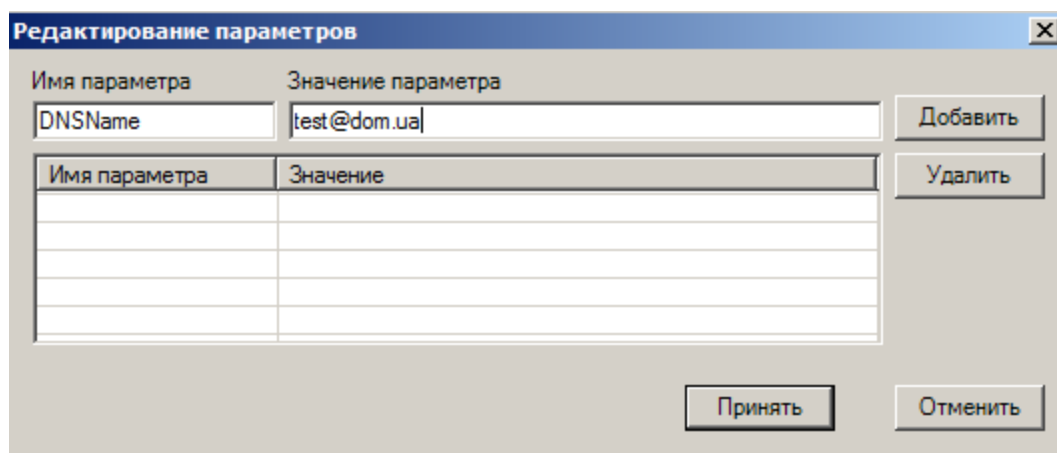 Редактирование параметров
Имя параметра Значение параметра
DNSName test@dom.ua Добавить
Имя параметра Значение Удалить
Принять Отменить